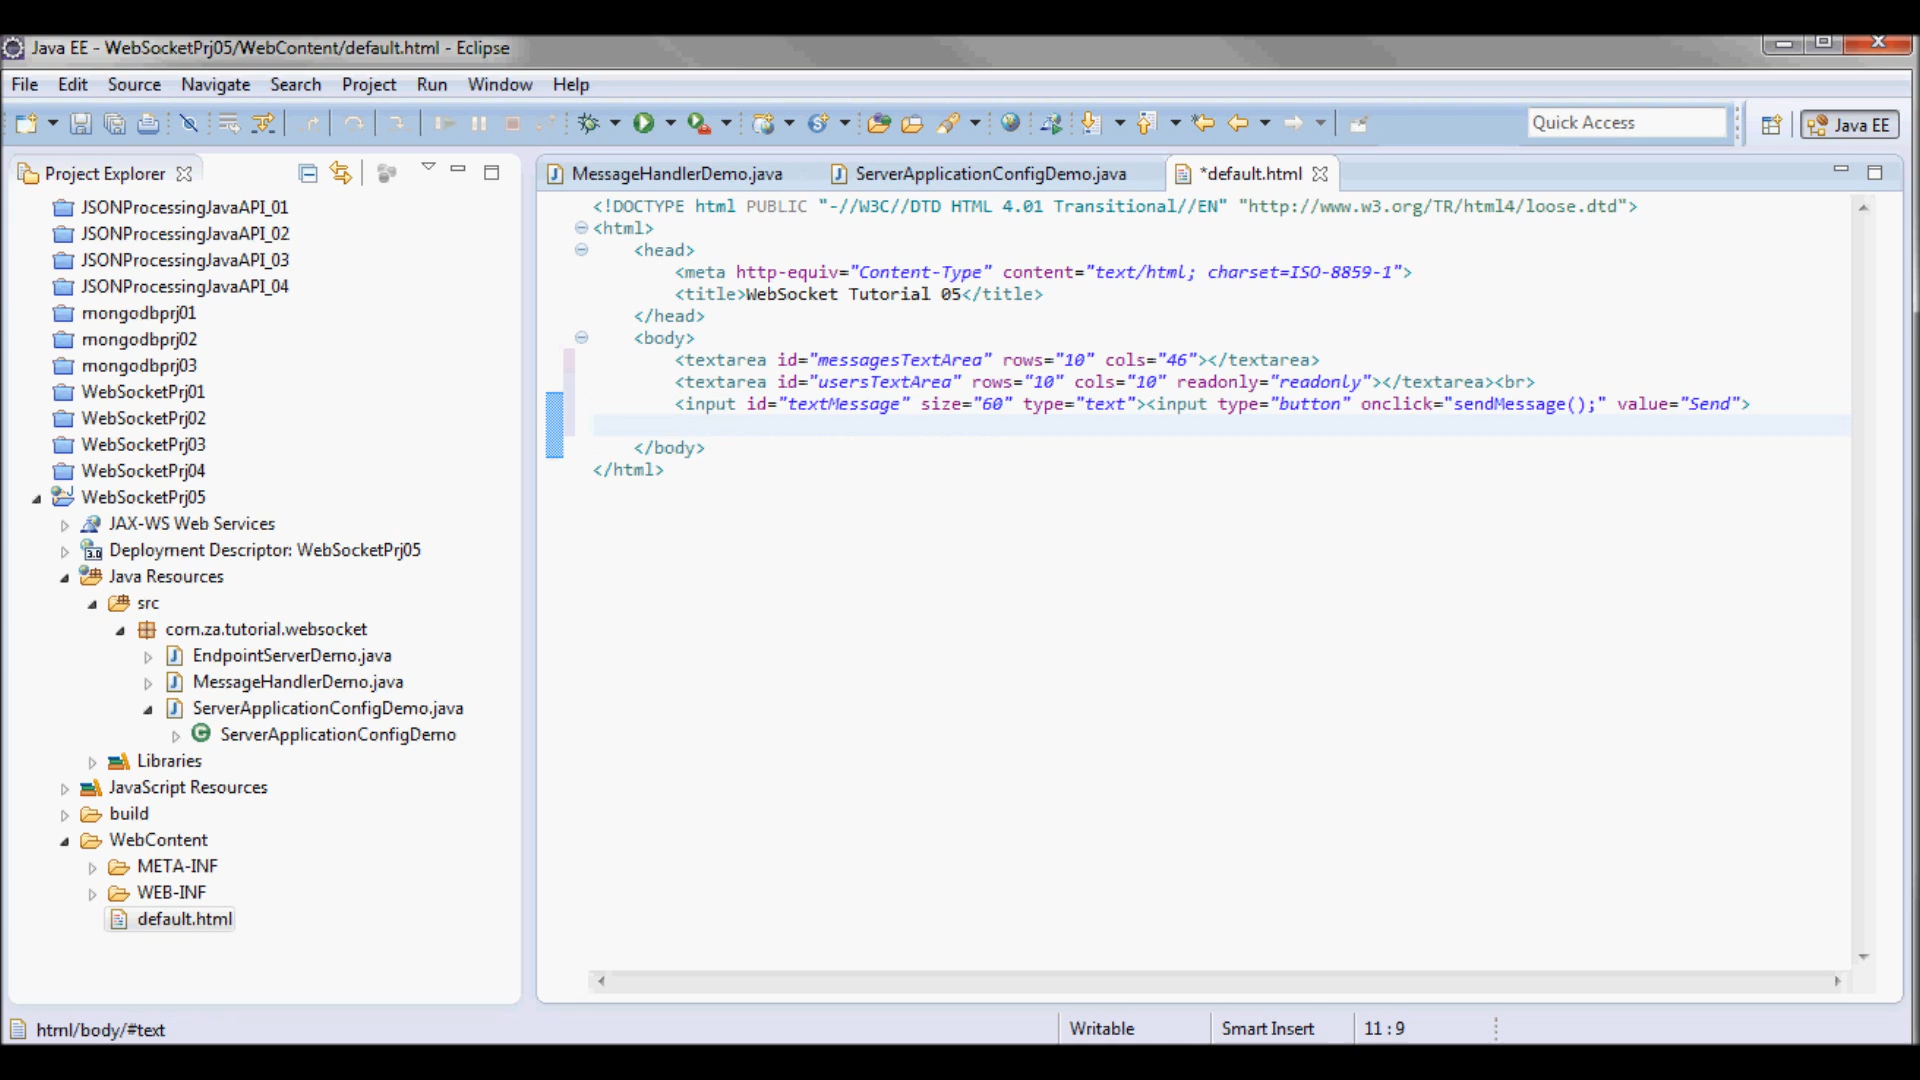 Java EE - WebSocketPrj05/WebContent/default.html - Eclipse
File Edit Source Navigate Search Project Run Window Help
Quick Access
Java EE
Project Explorer
JSONProcessingJavaAPI_01
JSONProcessingJavaAPI_02
JSONProcessingJavaAPI_03
JSONProcessingJavaAPI_04
mongodbprj01
mongodbprj02
mongodbprj03
WebSocketPrj01
WebSocketPrj02
WebSocketPrj03
WebSocketPrj04
WebSocketPrj05
JAX-WS Web Services
Deployment Descriptor: WebSocketPrj05
Java Resources
src
com.za.tutorial.websocket
EndpointServerDemo.java
MessageHandlerDemo.java
ServerApplicationConfigDemo.java
ServerApplicationConfigDemo
Libraries
JavaScript Resources
build
WebContent
META-INF
WEB-INF
default.html
MessageHandlerDemo.java ServerApplicationConfigDemo.java *default.html
<!DOCTYPE html PUBLIC "-//W3C//DTD HTML 4.01 Transitional//EN" "http://www.w3.org/TR/html4/loose.dtd">
<html>
<head>
<meta http-equiv="Content-Type" content="text/html; charset=ISO-8859-1">
<title>WebSocket Tutorial 05</title>
</head>
<body>
<textarea id="messagesTextArea" rows="10" cols="46"></textarea>
<textarea id="usersTextArea" rows="10" cols="10" readonly="readonly"></textarea><br>
<input id="textMessage" size="60" type="text"><input type="button" onclick="sendMessage();" value="Send">
</body>
</html>
html/body/#text
Writable
Smart Insert
11 : 9